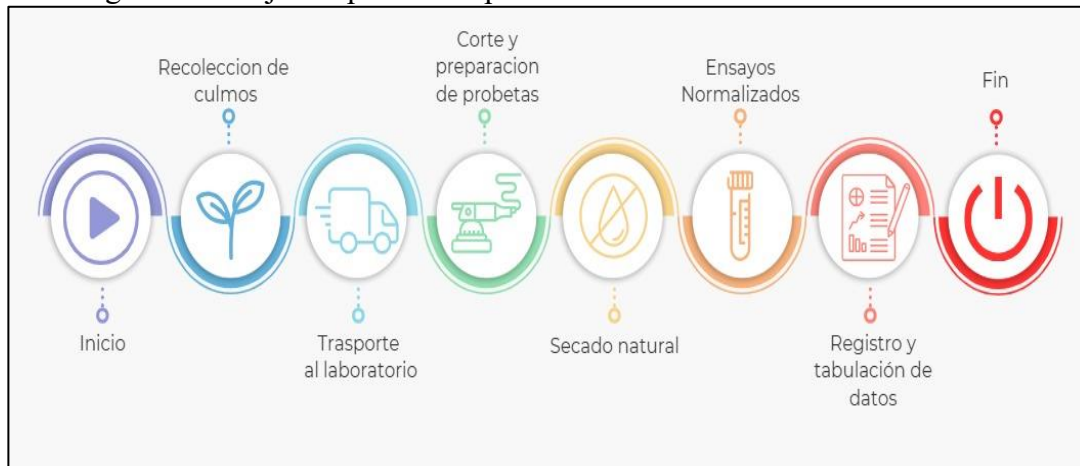 Inicio
Recoleccion de
culmos
Trasporte
al laboratorio
Corte y
preparacion
de probetas
Secado natural
Ensayos
Normalizados
Registro y
tabulación de
datos
Fin